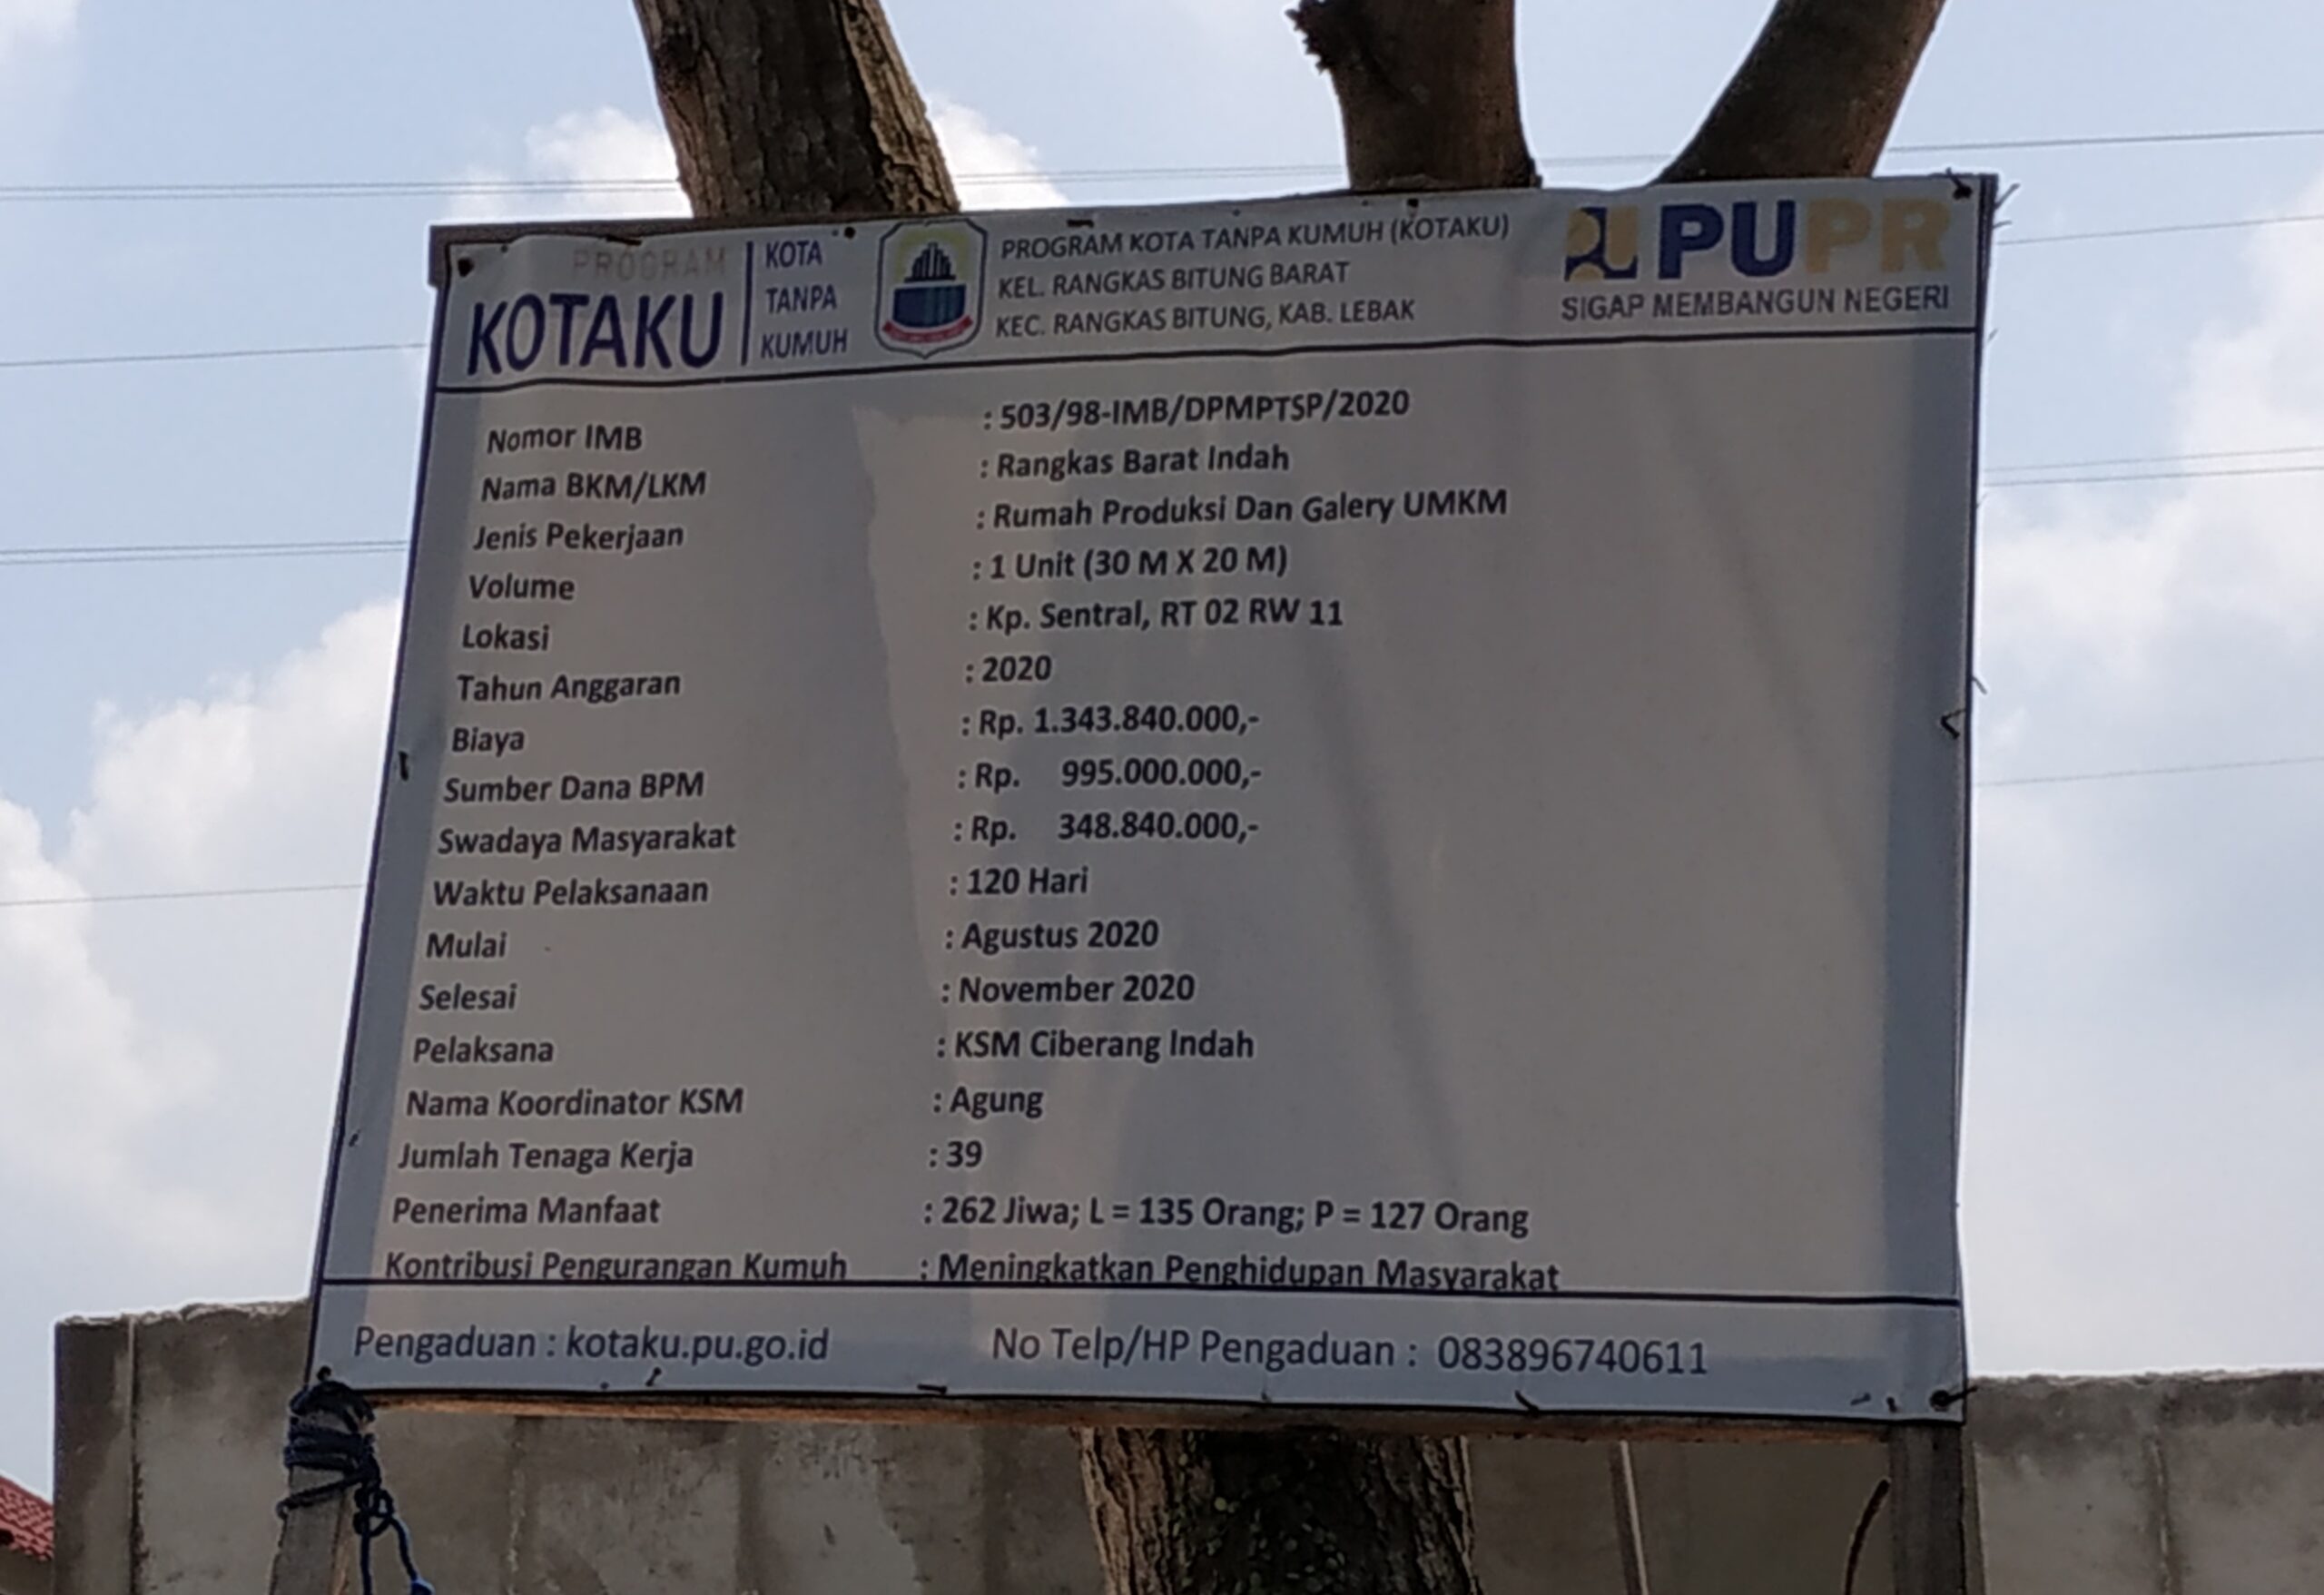 PROGRAM
KOTAKU
KOTA
TANPA
KUMUH
PROGRAM KOTA TANPA KUMUH (KOTAKU)
KEL. RANGKAS BITUNG BARAT
KEC. RANGKAS BITUNG, KAB. LEBAK
PUPR
SIGAP MEMBANGUN NEGERI
Nomor IMB : 503/98-IMB/DPMPTSP/2020
Nama BKM/LKM : Rangkas Barat Indah
Jenis Pekerjaan : Rumah Produksi Dan Galery UMKM
Volume : 1 Unit (30 M X 20 M)
Lokasi : Kp. Sentral, RT 02 RW 11
Tahun Anggaran : 2020
Biaya : Rp. 1.343.840.000,-
Sumber Dana BPM : Rp. 995.000.000,-
Swadaya Masyarakat : Rp. 348.840.000,-
Waktu Pelaksanaan : 120 Hari
Mulai : Agustus 2020
Selesai : November 2020
Pelaksana : KSM Ciberang Indah
Nama Koordinator KSM : Agung
Jumlah Tenaga Kerja : 39
Penerima Manfaat : 262 Jiwa; L = 135 Orang; P = 127 Orang
Kontribusi Pengurangan Kumuh : Meningkatkan Penghidupan Masyarakat
Pengaduan : kotaku.pu.go.id No Telp/HP Pengaduan : 083896740611